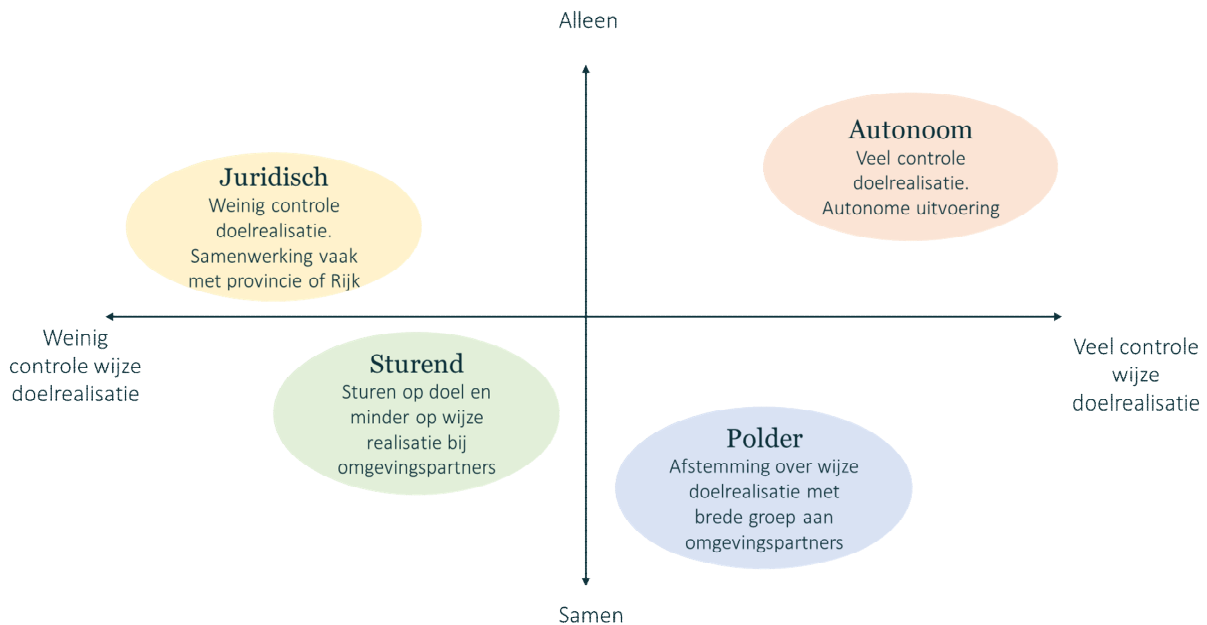 Alleen
Autonoom
Veel controle
doelrealisatie.
Autonome uitvoering
Juridisch
Weinig controle
doelrealisatie.
Samenwerking vaak
met provincie of Rijk
Weinig
controle wijze
doelrealisatie
Veel controle
wijze
doelrealisatie
Sturend
Sturen op doel en
minder op wijze
realisatie bij
omgevingspartners
Polder
Afstemming over wijze
doelrealisatie met
brede groep aan
omgevingspartners
Samen